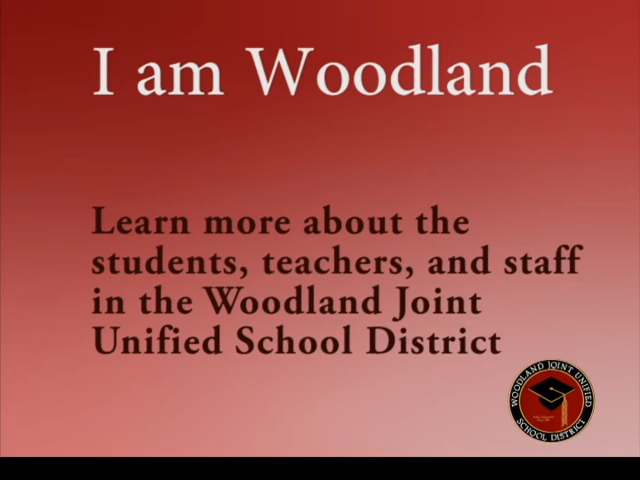 I am Woodland
Learn more about the
students, teachers, and staff
in the Woodland Joint
Unified School District
WOODLAND JOINT UNIFIED
SCHOOL DISTRICT